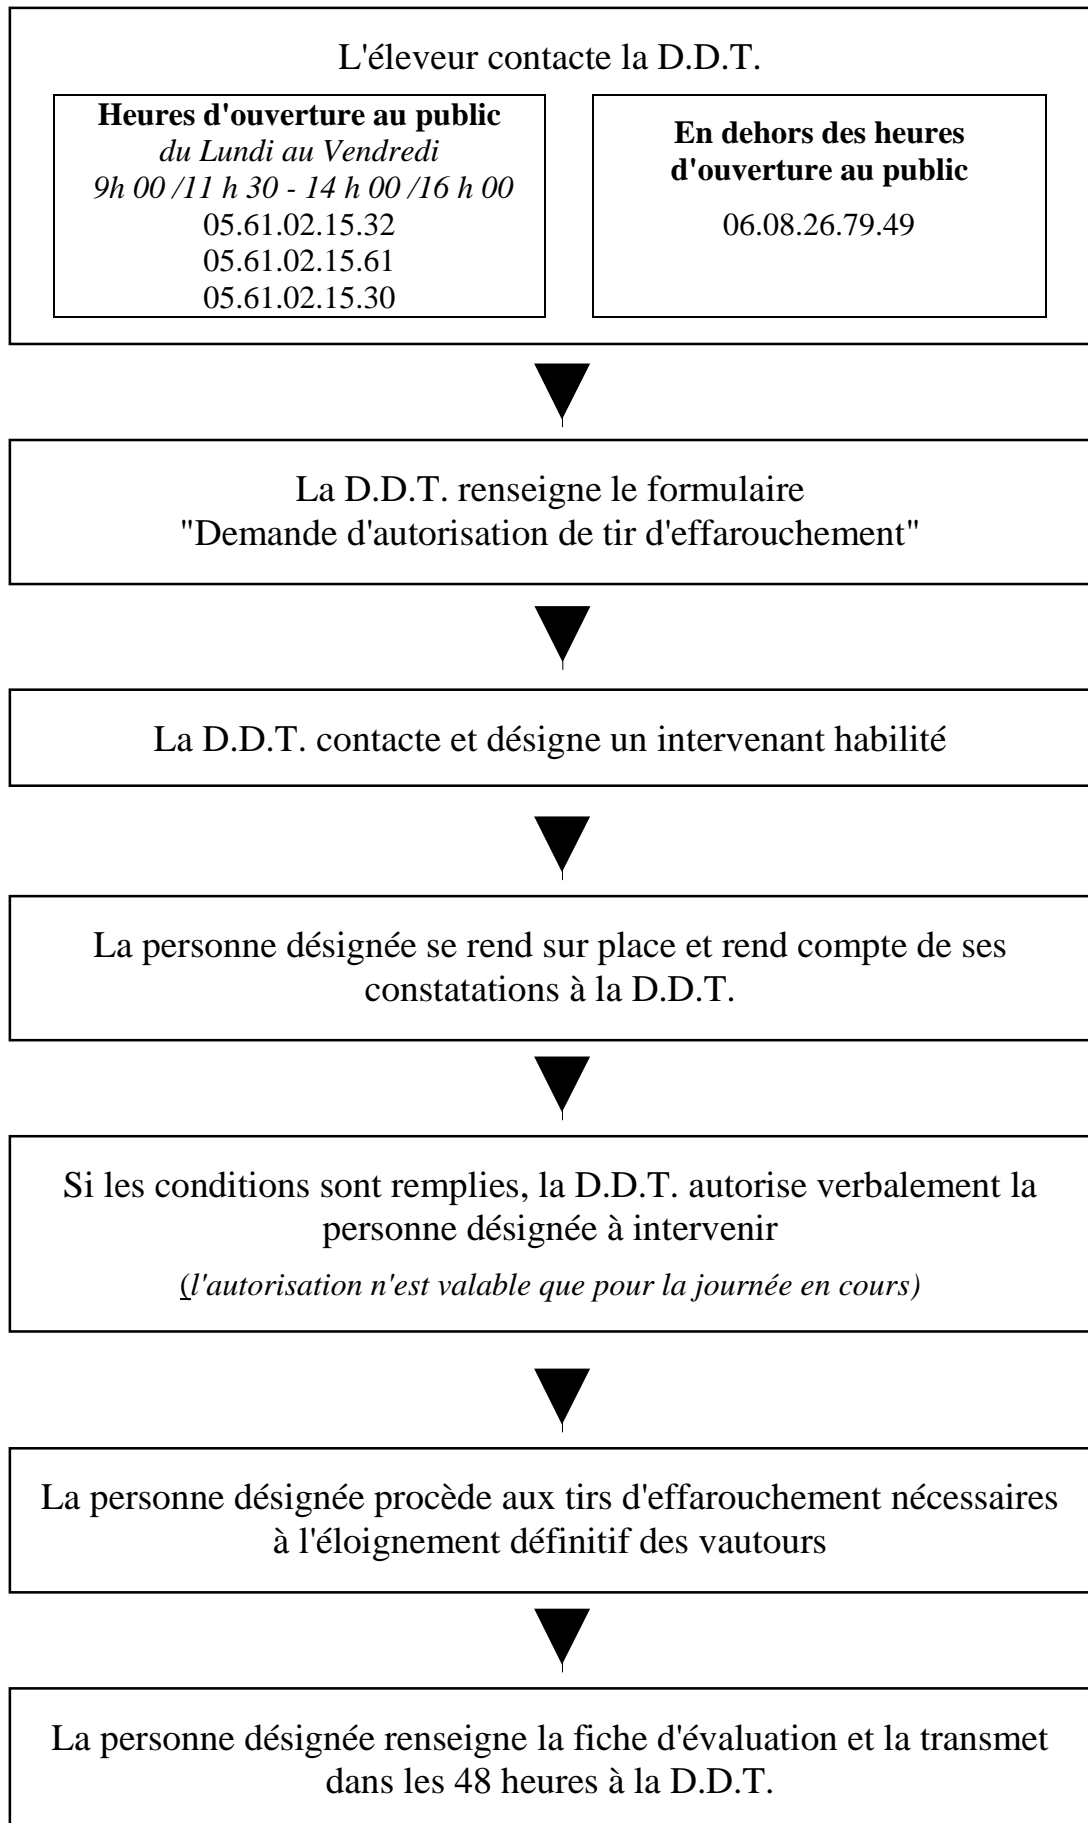 L'éleveur contacte la D.D.T.
Heures d'ouverture au public
du Lundi au Vendredi
9h 00 /11 h 30 - 14 h 00 /16 h 00
05.61.02.15.32
05.61.02.15.61
05.61.02.15.30
En dehors des heures
d'ouverture au public
06.08.26.79.49
La D.D.T. renseigne le formulaire
"Demande d'autorisation de tir d'effarouchement"
La D.D.T. contacte et désigne un intervenant habilité
La personne désignée se rend sur place et rend compte de ses
constatations à la D.D.T.
Si les conditions sont remplies, la D.D.T. autorise verbalement la
personne désignée à intervenir
(l'autorisation n'est valable que pour la journée en cours)
La personne désignée procède aux tirs d'effarouchement nécessaires
à l'éloignement définitif des vautours
La personne désignée renseigne la fiche d'évaluation et la transmet
dans les 48 heures à la D.D.T.